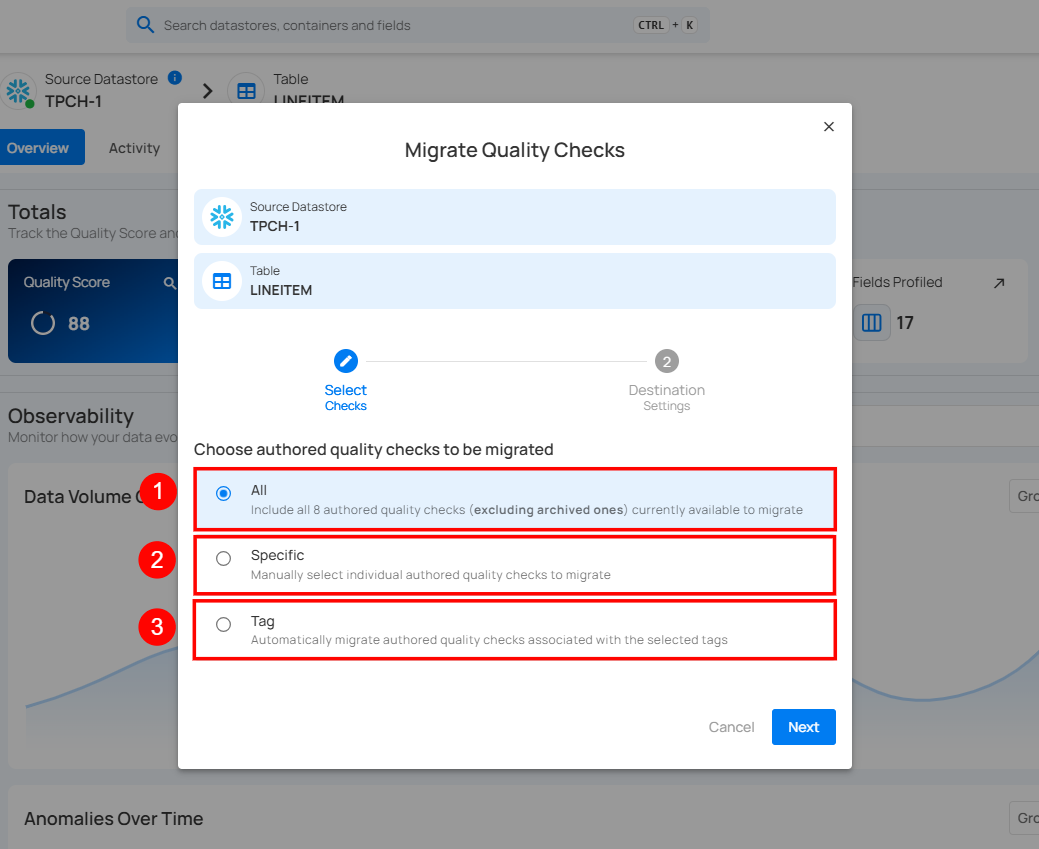 Search datastores, containers and fields
CTRL + K
Source Datastore
TPCH-1
Table
LINEITEM
Overview
Activity
Migrate Quality Checks
Source Datastore
TPCH-1
Table
LINEITEM
Totals
Track the Quality Score and
Quality Score
88
Fields Profiled
17
Select
Checks
2
Destination
Settings
Observability
Monitor how your data evo
Choose authored quality checks to be migrated
Data Volume
1
All
Include all 8 authored quality checks (excluding archived ones) currently available to migrate
2
Specific
Manually select individual authored quality checks to migrate
3
Tag
Automatically migrate authored quality checks associated with the selected tags
Cancel
Next
Anomalies Over Time